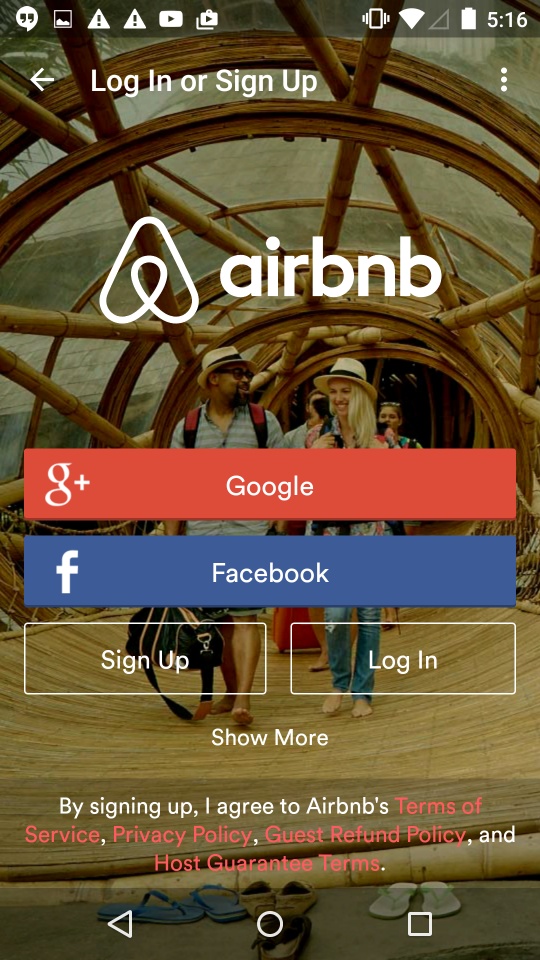 5:16
Log In or Sign Up
airbnb
g+ Google
f Facebook
Sign Up Log In
Show More
By signing up, I agree to Airbnb's Terms of
Service, Privacy Policy, Guest Refund Policy, and
Host Guarantee Terms.